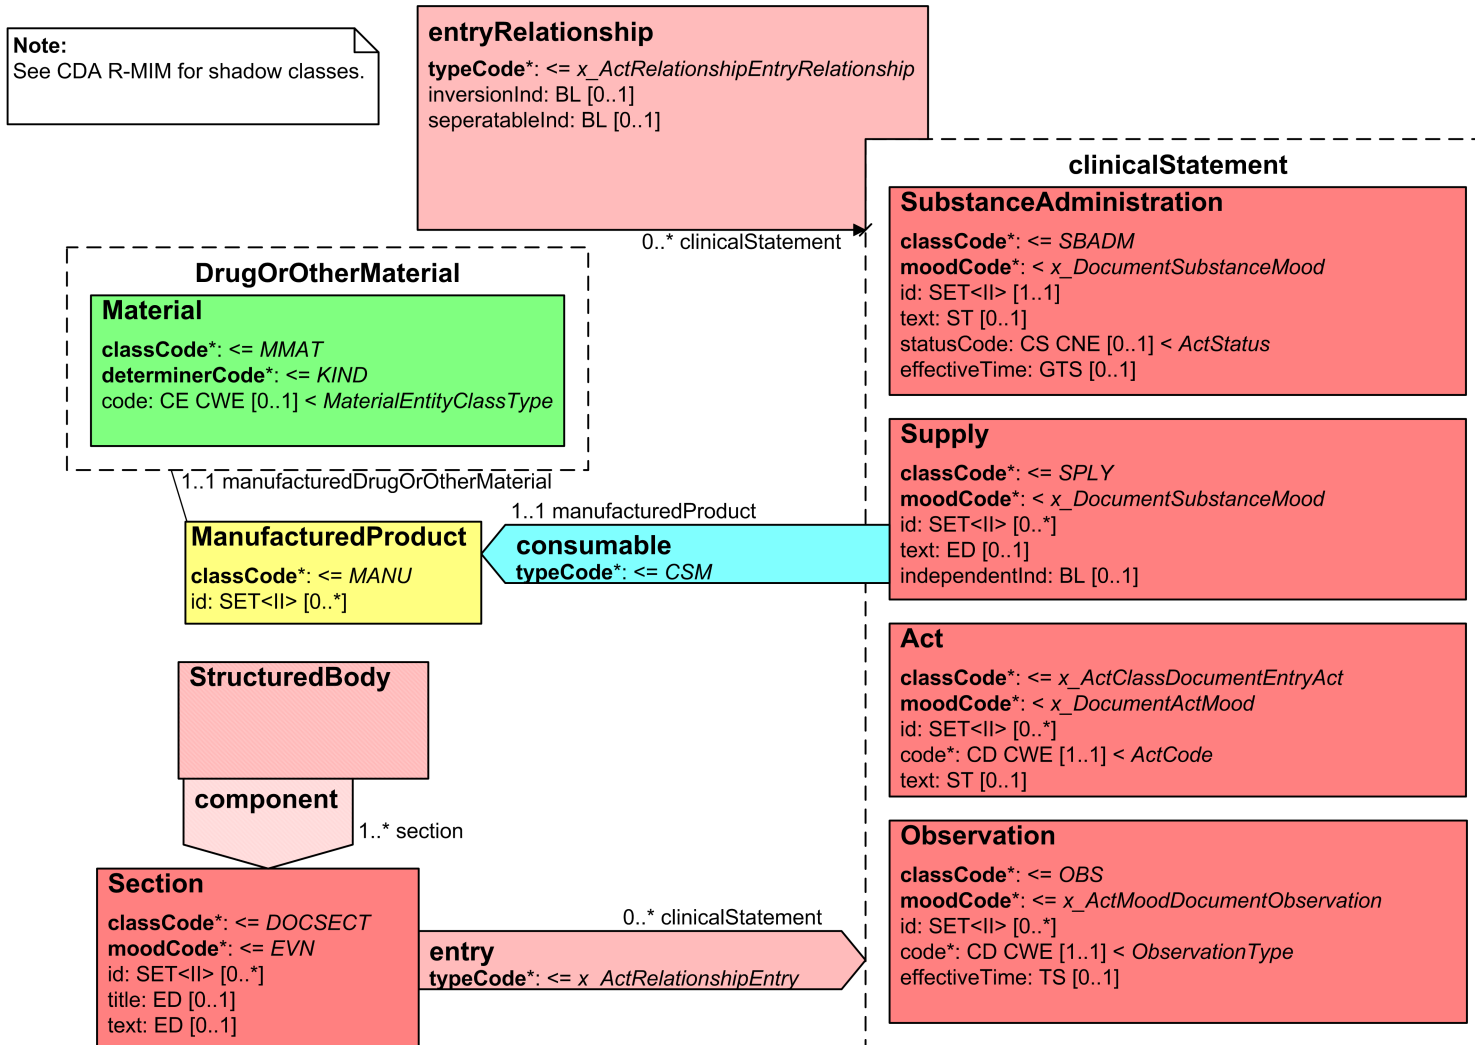 Note:
See CDA R-MIM for shadow classes.
entryRelationship
typeCode*: <= x_ActRelationshipEntryRelationship
inversionInd: BL [0..1]
seperatableInd: BL [0..1]
0..* clinicalStatement
clinicalStatement
SubstanceAdministration
classCode*: <= SBADM
moodCode*: < x_DocumentSubstanceMood
id: SET<II> [1..1]
text: ST [0..1]
statusCode: CS CNE [0..1] < ActStatus
effectiveTime: GTS [0..1]
DrugOrOtherMaterial
Material
classCode*: <= MMAT
determinerCode*: <= KIND
code: CE CWE [0..1] < MaterialEntityClassType
1..1 manufacturedDrugOrOtherMaterial
ManufacturedProduct
classCode*: <= MANU
id: SET<II> [0..*]
1..1 manufacturedProduct
consumable
typeCode*: <= CSM
Supply
classCode*: <= SPLY
moodCode*: < x_DocumentSubstanceMood
id: SET<II> [0..*]
text: ED [0..1]
independentInd: BL [0..1]
Act
classCode*: <= x_ActClassDocumentEntryAct
moodCode*: < x_DocumentActMood
id: SET<II> [0..*]
code*: CD CWE [1..1] < ActCode
text: ST [0..1]
StructuredBody
component
1..* section
Section
classCode*: <= DOCSECT
moodCode*: <= EVN
id: SET<II> [0..*]
title: ED [0..1]
text: ED [0..1]
0..* clinicalStatement
entry
typeCode*: <= x_ActRelationshipEntry
Observation
classCode*: <= OBS
moodCode*: <= x_ActMoodDocumentObservation
id: SET<II> [0..*]
code*: CD CWE [1..1] < ObservationType
effectiveTime: TS [0..1]